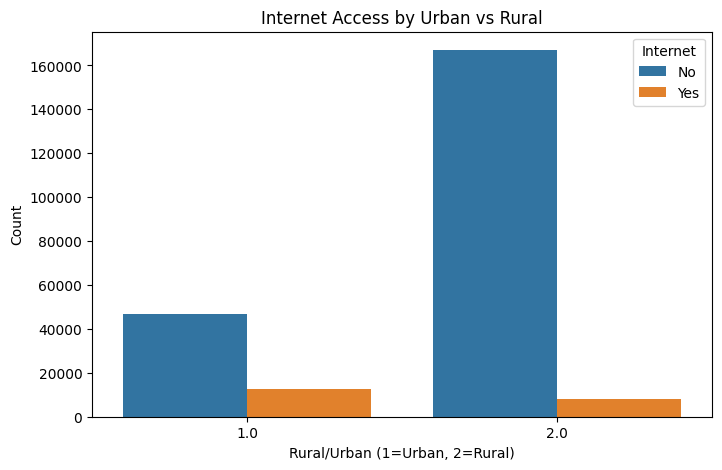 Internet Access by Urban vs Rural
Internet
No
Yes
160000
140000
120000
100000
80000
60000
40000
20000
0
Count
1.0
2.0
Rural/Urban (1=Urban, 2=Rural)